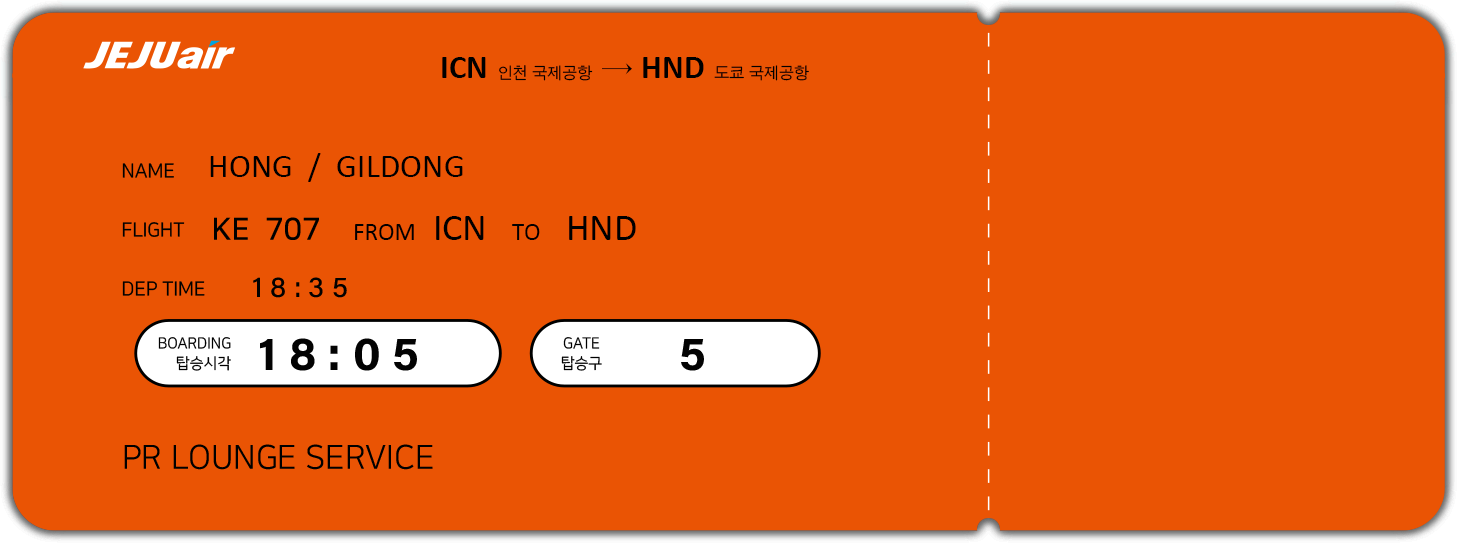 JEJUair
ICN 인천 국제공항 → HND 도쿄 국제공항
NAME HONG / GILDONG
FLIGHT KE 707 FROM ICN TO HND
DEP TIME 18:35
BOARDING 탑승시각 18:05
GATE 탑승구 5
PR LOUNGE SERVICE